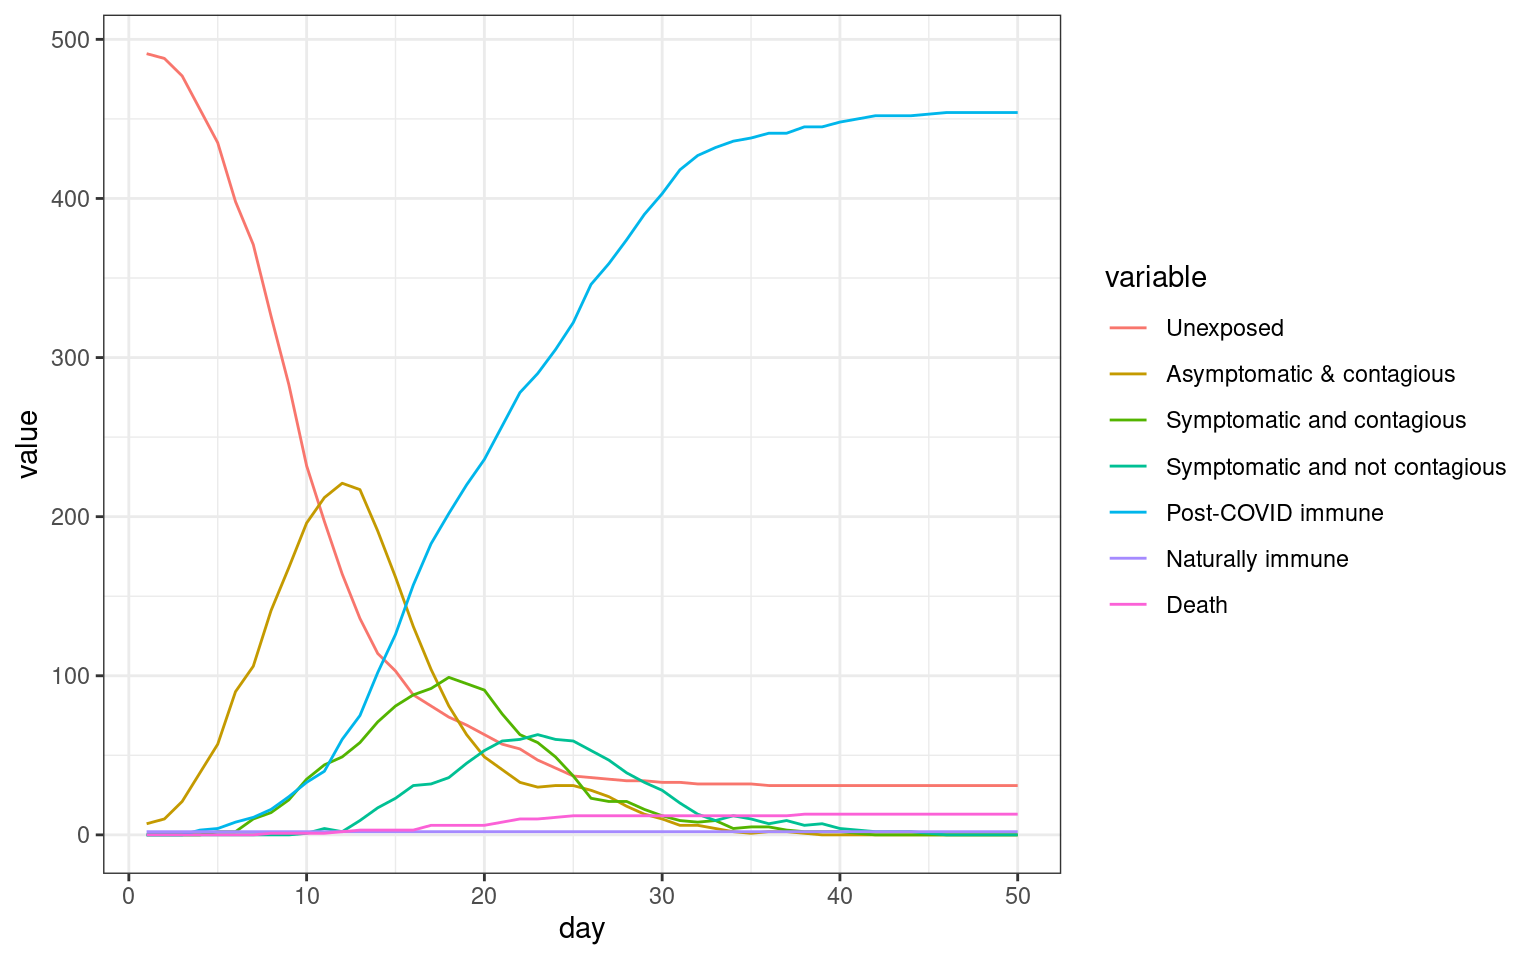 500
400
300
200
100
0
value
0 10 20 30 40 50
day
variable
Unexposed
Asymptomatic & contagious
Symptomatic and contagious
Symptomatic and not contagious
Post-COVID immune
Naturally immune
Death